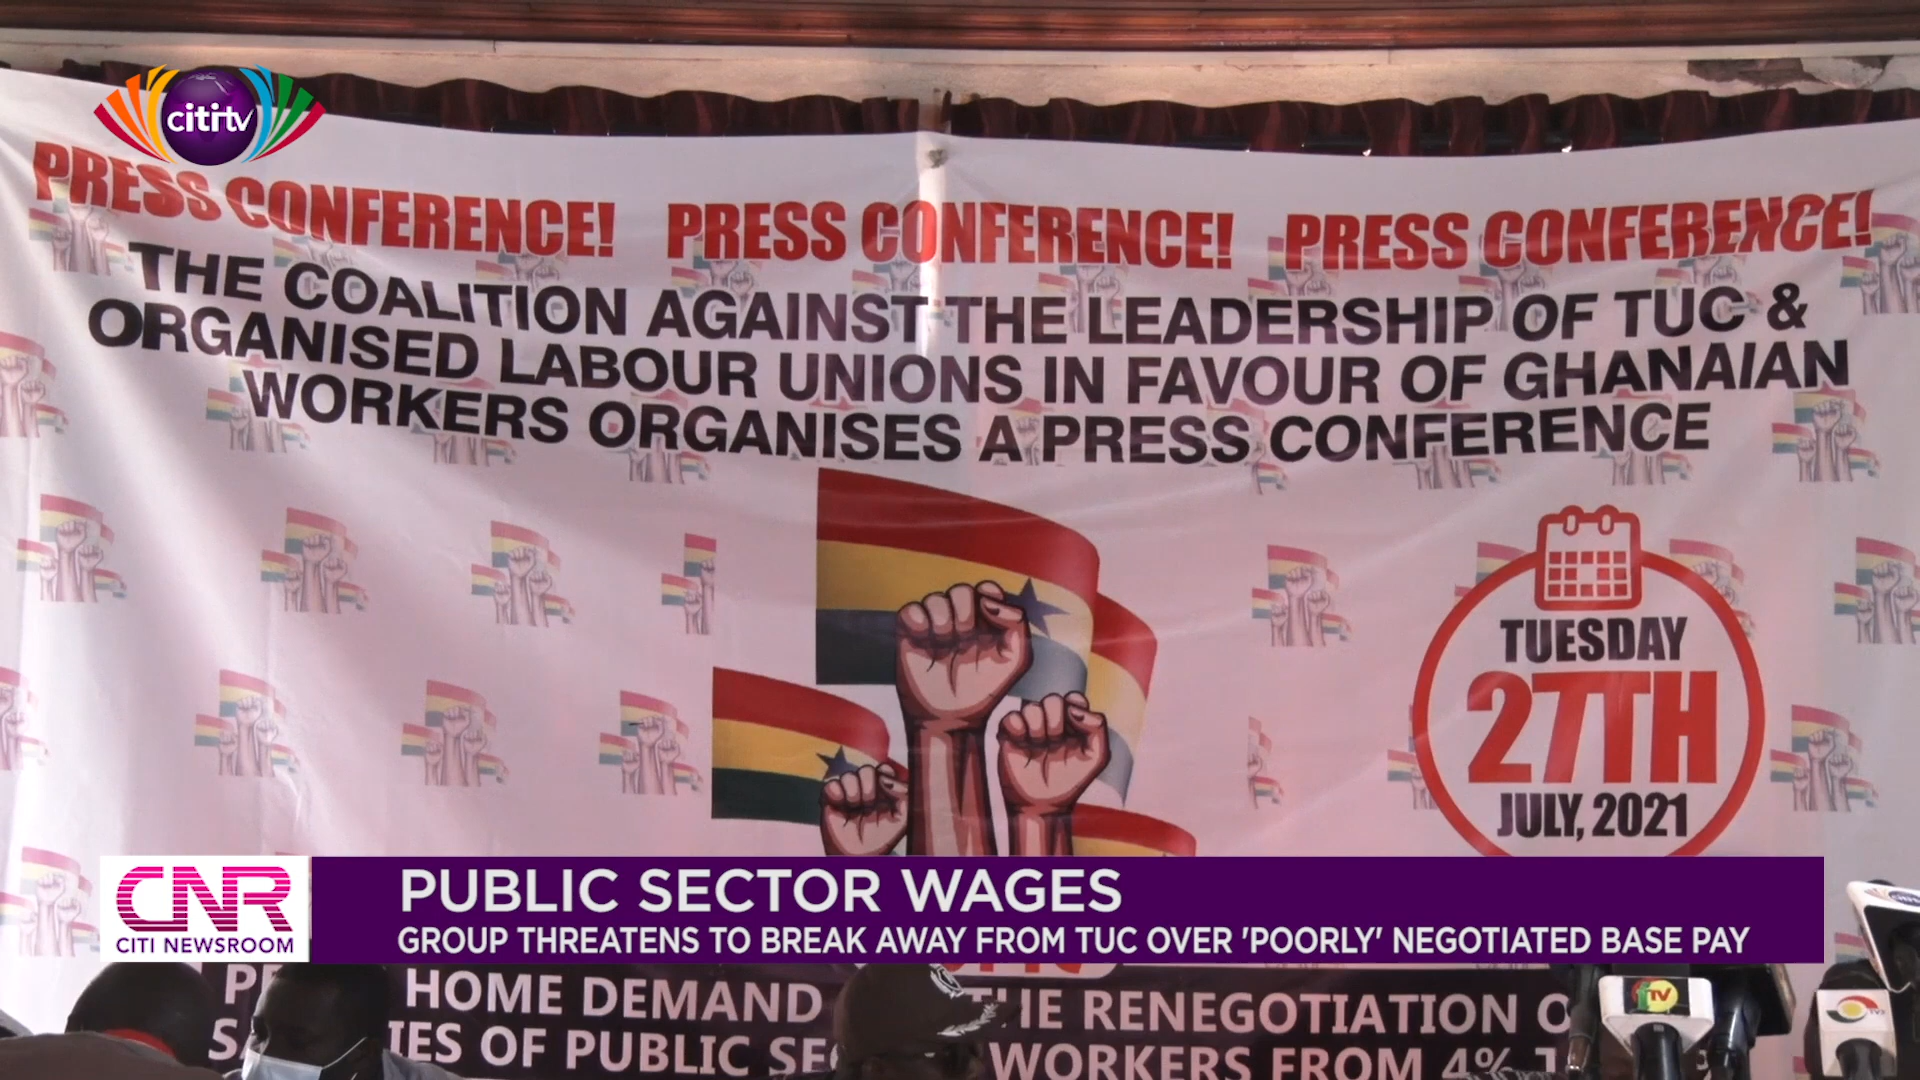 citi tv
PRESS CONFERENCE! PRESS CONFERENCE! PRESS CONFERENCE!
THE COALITION AGAINST THE LEADERSHIP OF TUC &
ORGANISED LABOUR UNIONS IN FAVOUR OF GHANAIAN
WORKERS ORGANISES A PRESS CONFERENCE
TUESDAY
27TH
JULY, 2021
CNR
CITI NEWSROOM
PUBLIC SECTOR WAGES
GROUP THREATENS TO BREAK AWAY FROM TUC OVER 'POORLY' NEGOTIATED BASE PAY
HOME DEMAND THE RENEGOTIATION
OF PUBLIC WORKERS FROM 4%
TV
TV3